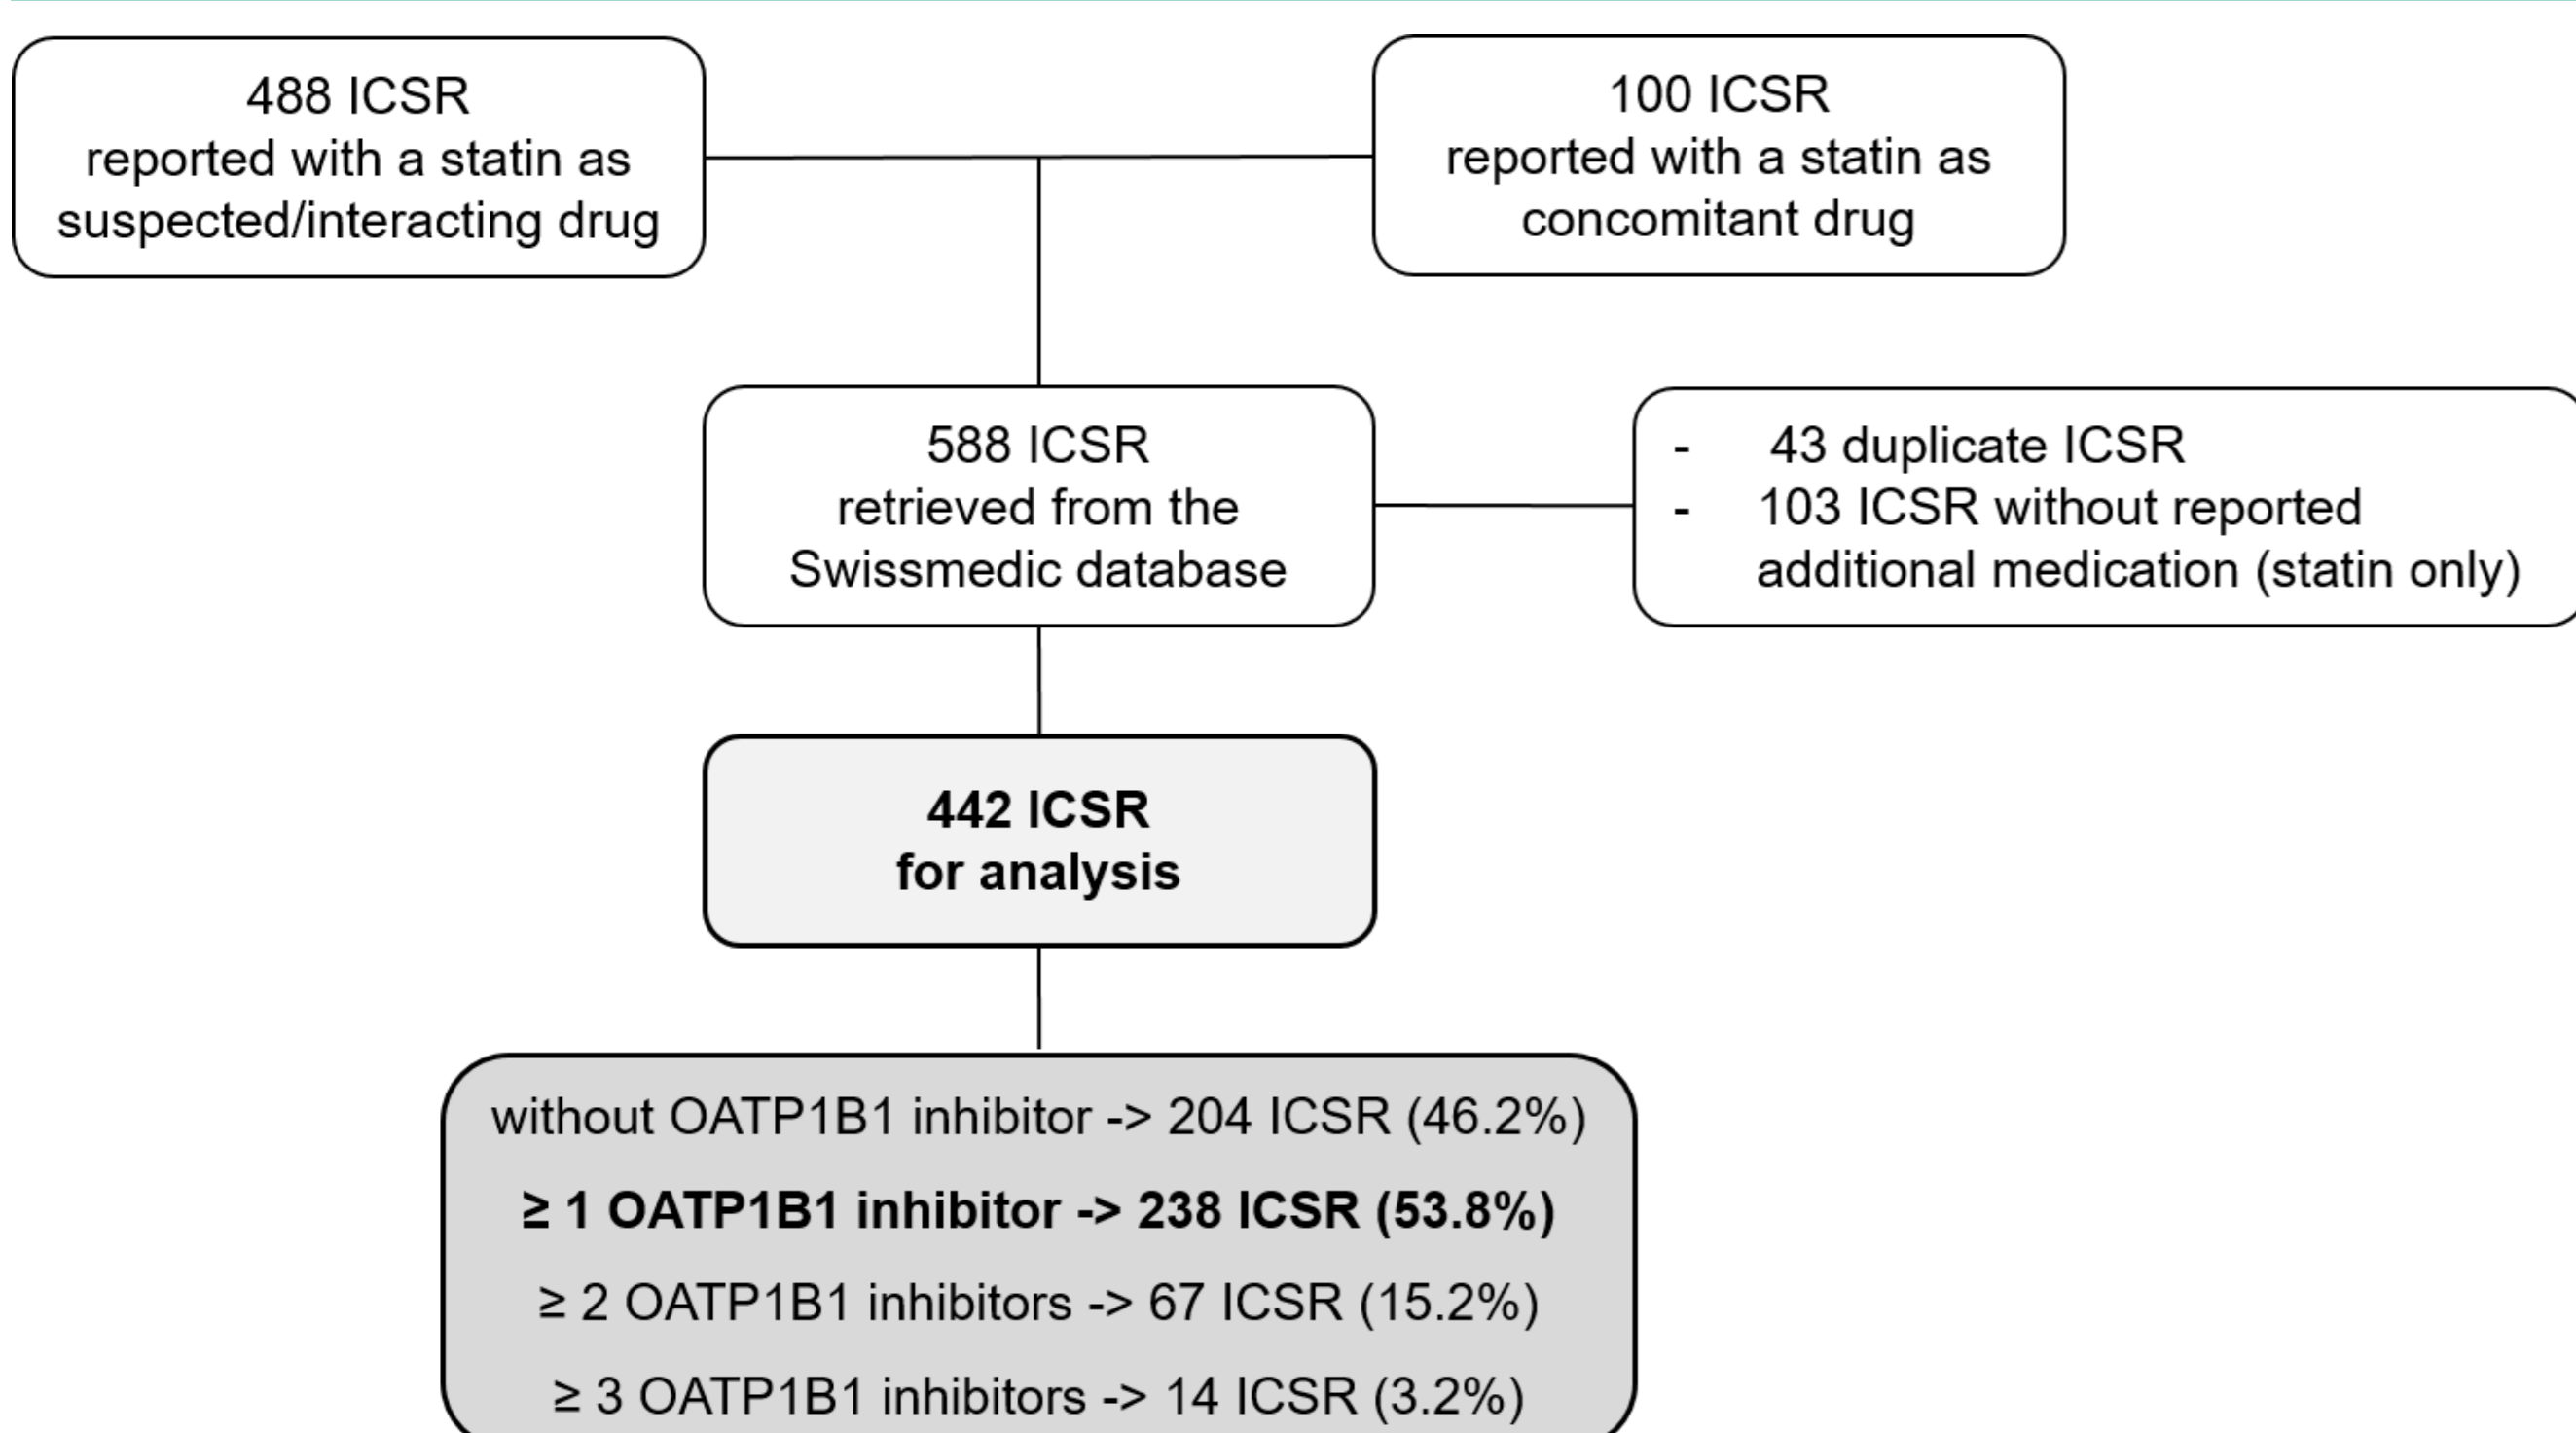 488 ICSR
reported with a statin as
suspected/interacting drug
100 ICSR
reported with a statin as
concomitant drug
588 ICSR
retrieved from the
Swissmedic database
- 43 duplicate ICSR
- 103 ICSR without reported
additional medication (statin only)
442 ICSR
for analysis
without OATP1B1 inhibitor -> 204 ICSR (46.2%)
≥ 1 OATP1B1 inhibitor -> 238 ICSR (53.8%)
≥ 2 OATP1B1 inhibitors -> 67 ICSR (15.2%)
≥ 3 OATP1B1 inhibitors -> 14 ICSR (3.2%)